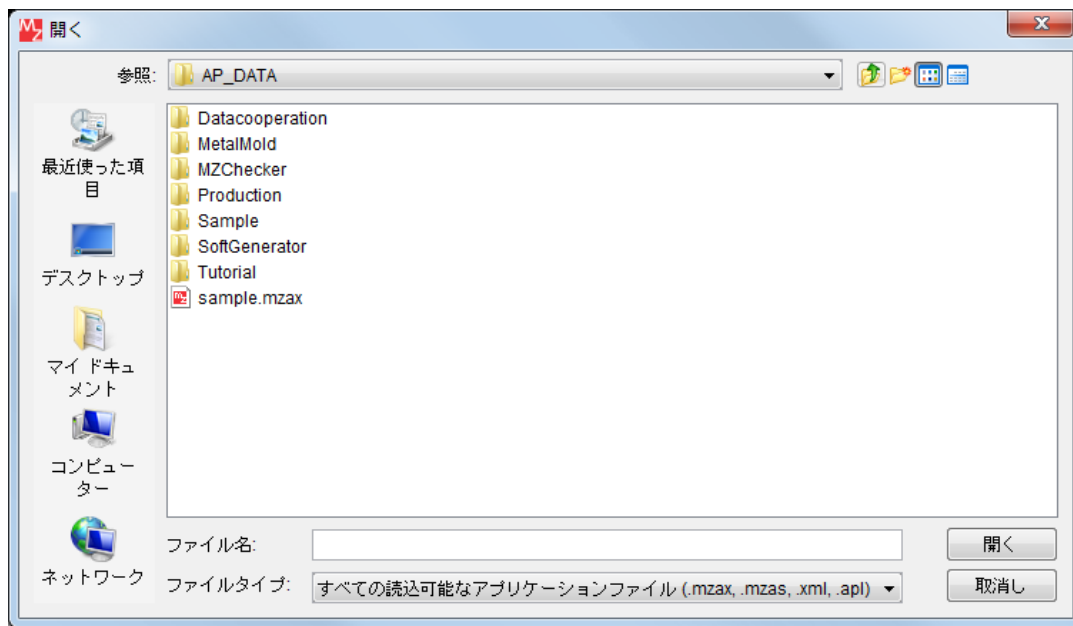 開く
参照: AP_DATA
最近使った項
目
デスクトップ
マイ ドキュ
メント
コンピュー
ター
ネットワーク
Datacooperation
MetalMold
MZChecker
Production
Sample
SoftGenerator
Tutorial
sample.mzax
ファイル名:
開く
ファイルタイプ: すべての読込可能なアプリケーションファイル (.mzax, .mzas, .xml, .apl)
取消し